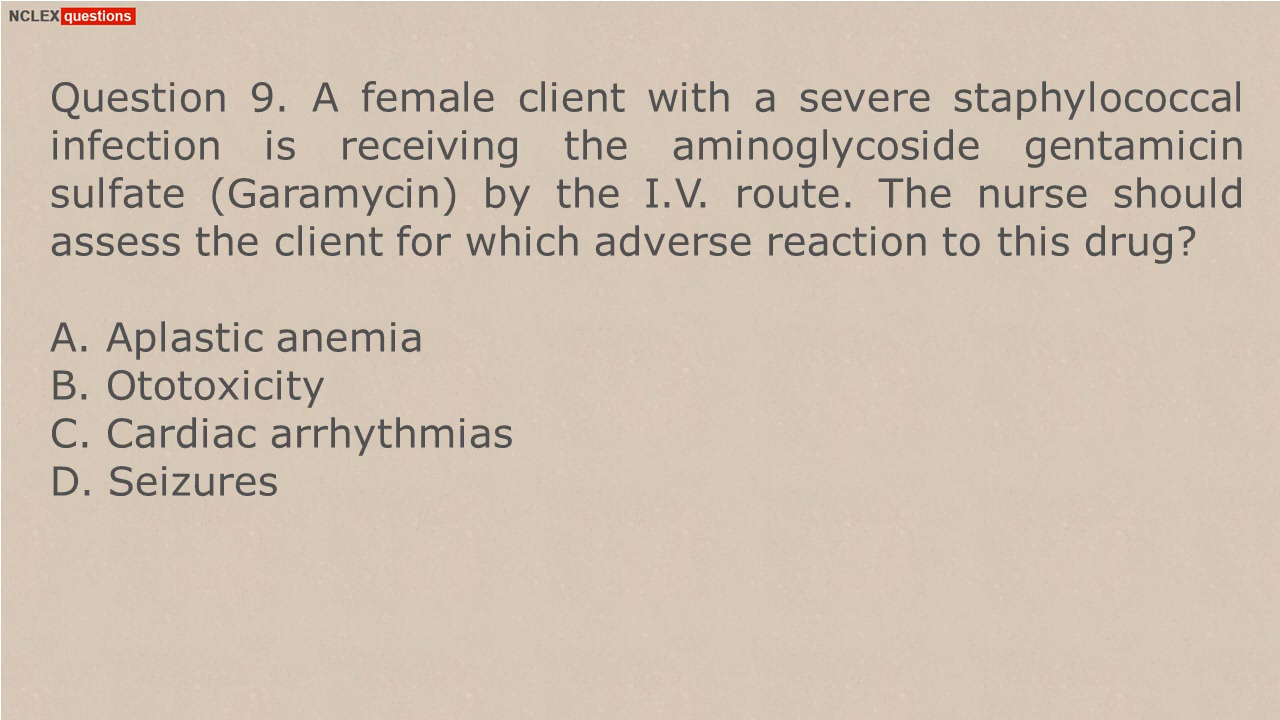 NCLEX questions
Question 9. A female client with a severe staphylococcal
infection is receiving the aminoglycoside gentamicin
sulfate (Garamycin) by the I.V. route. The nurse should
assess the client for which adverse reaction to this drug?
A. Aplastic anemia
B. Ototoxicity
C. Cardiac arrhythmias
D. Seizures